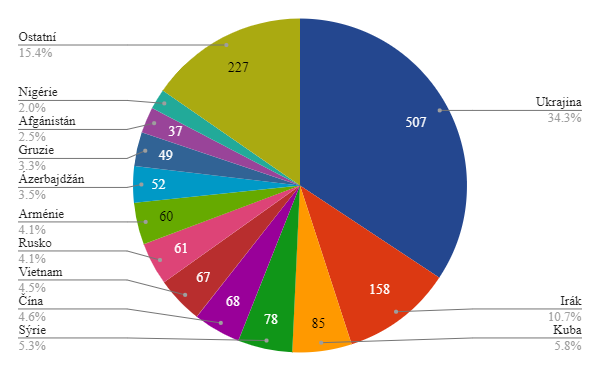 Ostatní
15.4%
Nigérie
2.0%
Afgánistán
2.5%
Gruzie
3.3%
Ázerbajdžán
3.5%
Arménie
4.1%
Rusko
4.1%
Vietnam
4.5%
Čína
4.6%
Sýrie
5.3%
227
37
49
52
60
61
67
68
78
85
158
507
Ukrajina
34.3%
Irák
10.7%
Kuba
5.8%